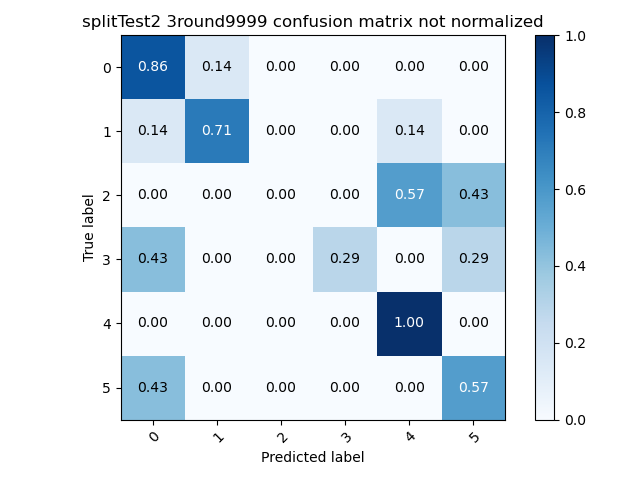 splitTest2 3round9999 confusion matrix not normalized
1.0
0 0.86 0.14 0.00 0.00 0.00 0.00
0.8
1 0.14 0.71 0.00 0.00 0.14 0.00
2 0.00 0.00 0.00 0.00 0.57 0.43
0.6
True label
3 0.43 0.00 0.00 0.29 0.00 0.29
0.4
4 0.00 0.00 0.00 0.00 1.00 0.00
0.2
5 0.43 0.00 0.00 0.00 0.00 0.57
0.0
0 1 2 3 4 5
Predicted label